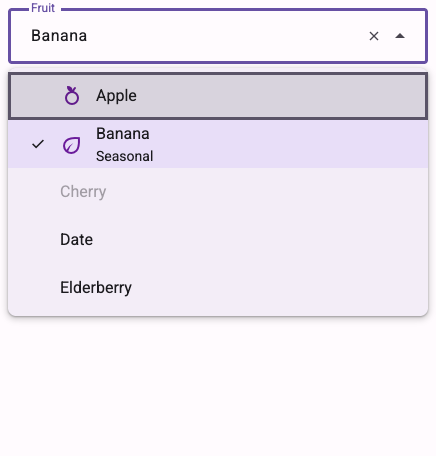 Fruit
Banana
Apple
Banana
Seasonal
Cherry
Date
Elderberry